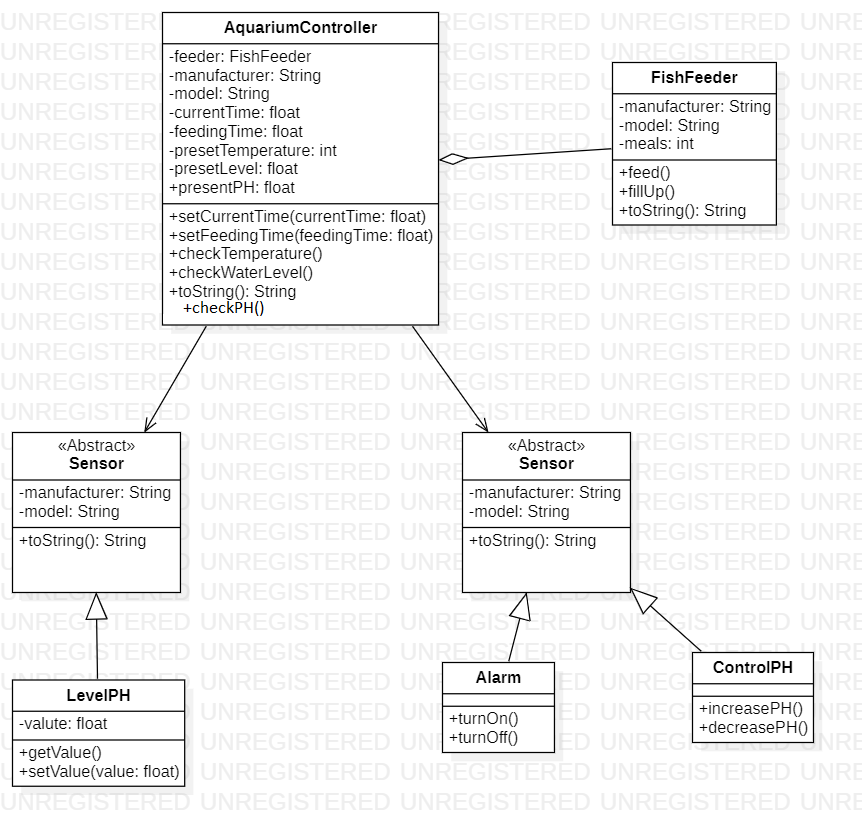 AquariumController
-feeder: FishFeeder
-manufacturer: String
-model: String
-currentTime: float
-feedingTime: float
-presetTemperature: int
-presetLevel: float
+presentPH: float
+setCurrentTime(currentTime: float)
+setFeedingTime(feedingTime: float)
+checkTemperature()
+checkWaterLevel()
+toString(): String
+checkPH()
FishFeeder
-manufacturer: String
-model: String
-meals: int
+feed()
+fillUp()
+toString(): String
«Abstract»
Sensor
-manufacturer: String
-model: String
+toString(): String
«Abstract»
Sensor
-manufacturer: String
-model: String
+toString(): String
LevelPH
-valute: float
+getValue()
+setValue(value: float)
Alarm
+turnOn()
+turnOff()
ControlPH
+increasePH()
+decreasePH()
UNREGISTERED